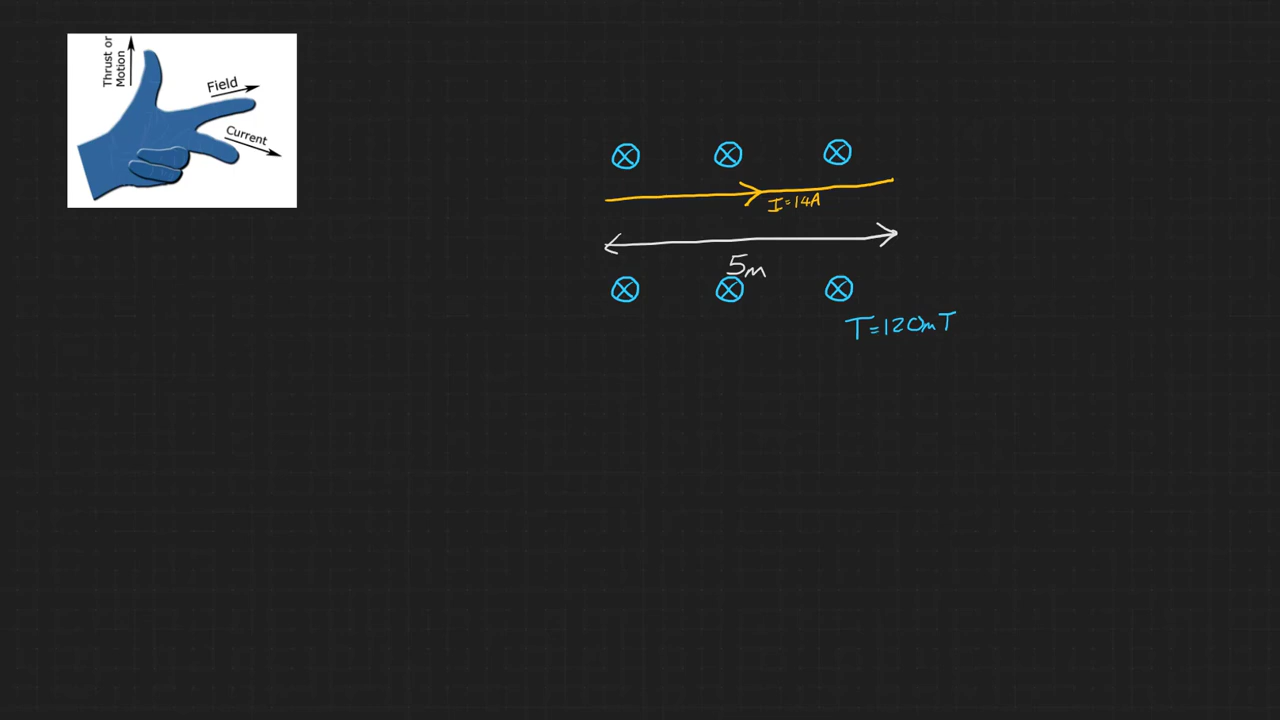 Thrust or
Motion
Field
Current
I=14A
5m
T=120mT